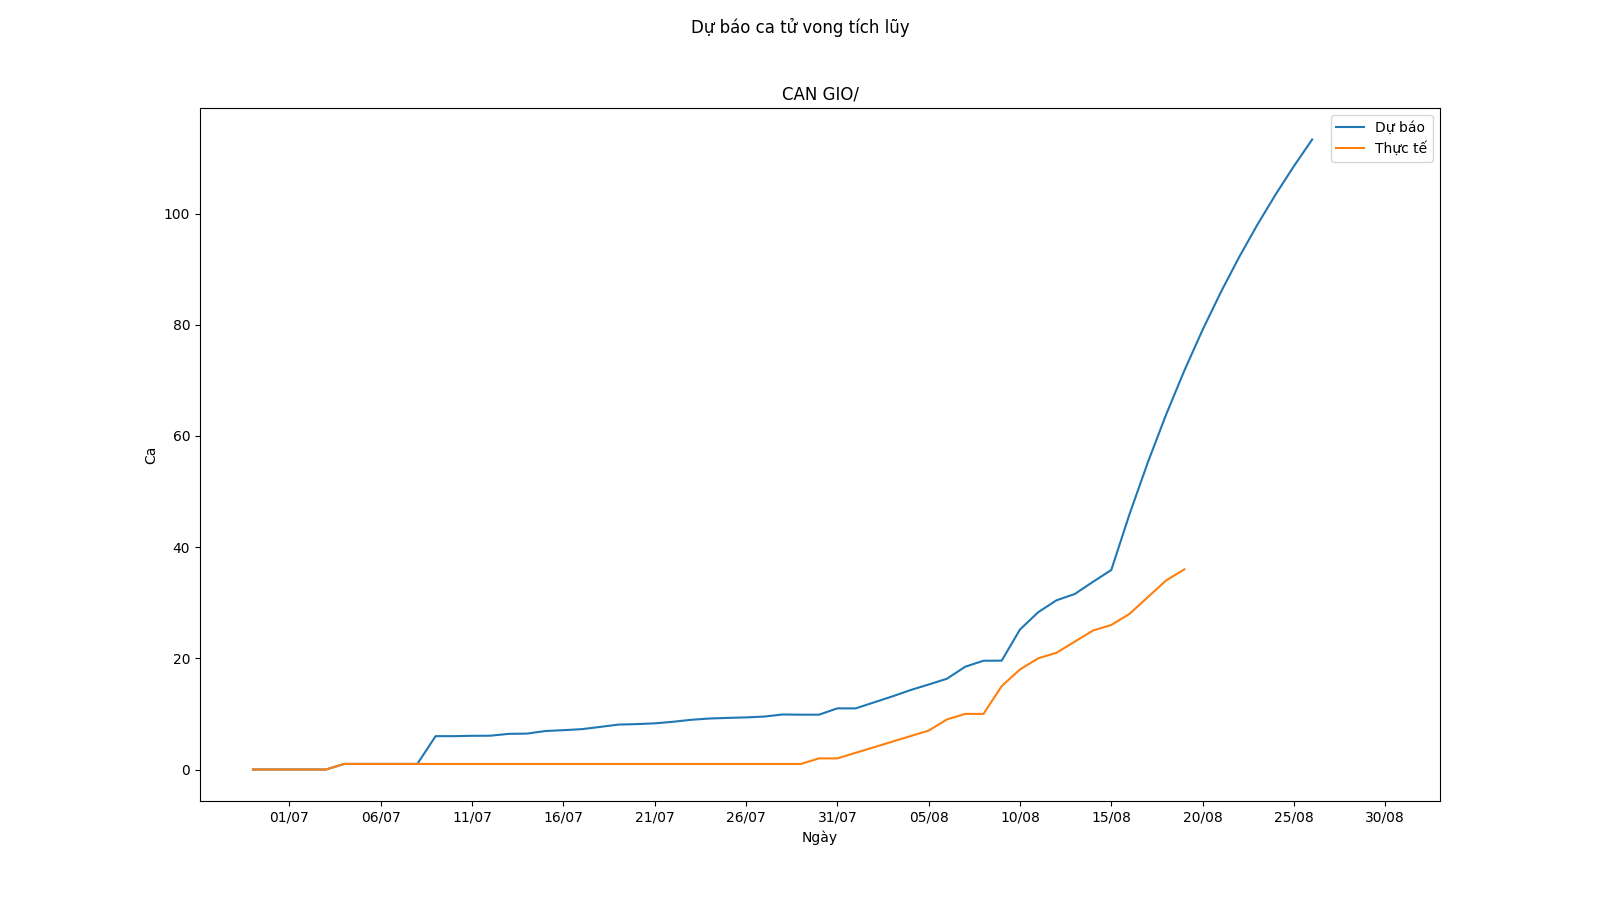 Dự báo ca tử vong tích lũy
CAN GIO/
Dự báo
Thực tế
100
80
60
40
20
0
Ca
01/07 06/07 11/07 16/07 21/07 26/07 31/07 05/08 10/08 15/08 20/08 25/08 30/08
Ngày